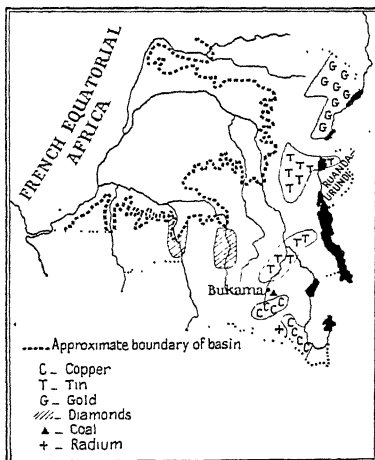 FRENCH EQUATORIAL
AFRICA
G
G G
G G
G
G
G
T T T
T T
T T
T
RUANDA-
URUNDI
T T
T T T
Bukama
C C C C
+ C
C
C C
Approximate boundary of basin
C - Copper
T - Tin
G - Gold
- Diamonds
▲ - Coal
+ - Radium